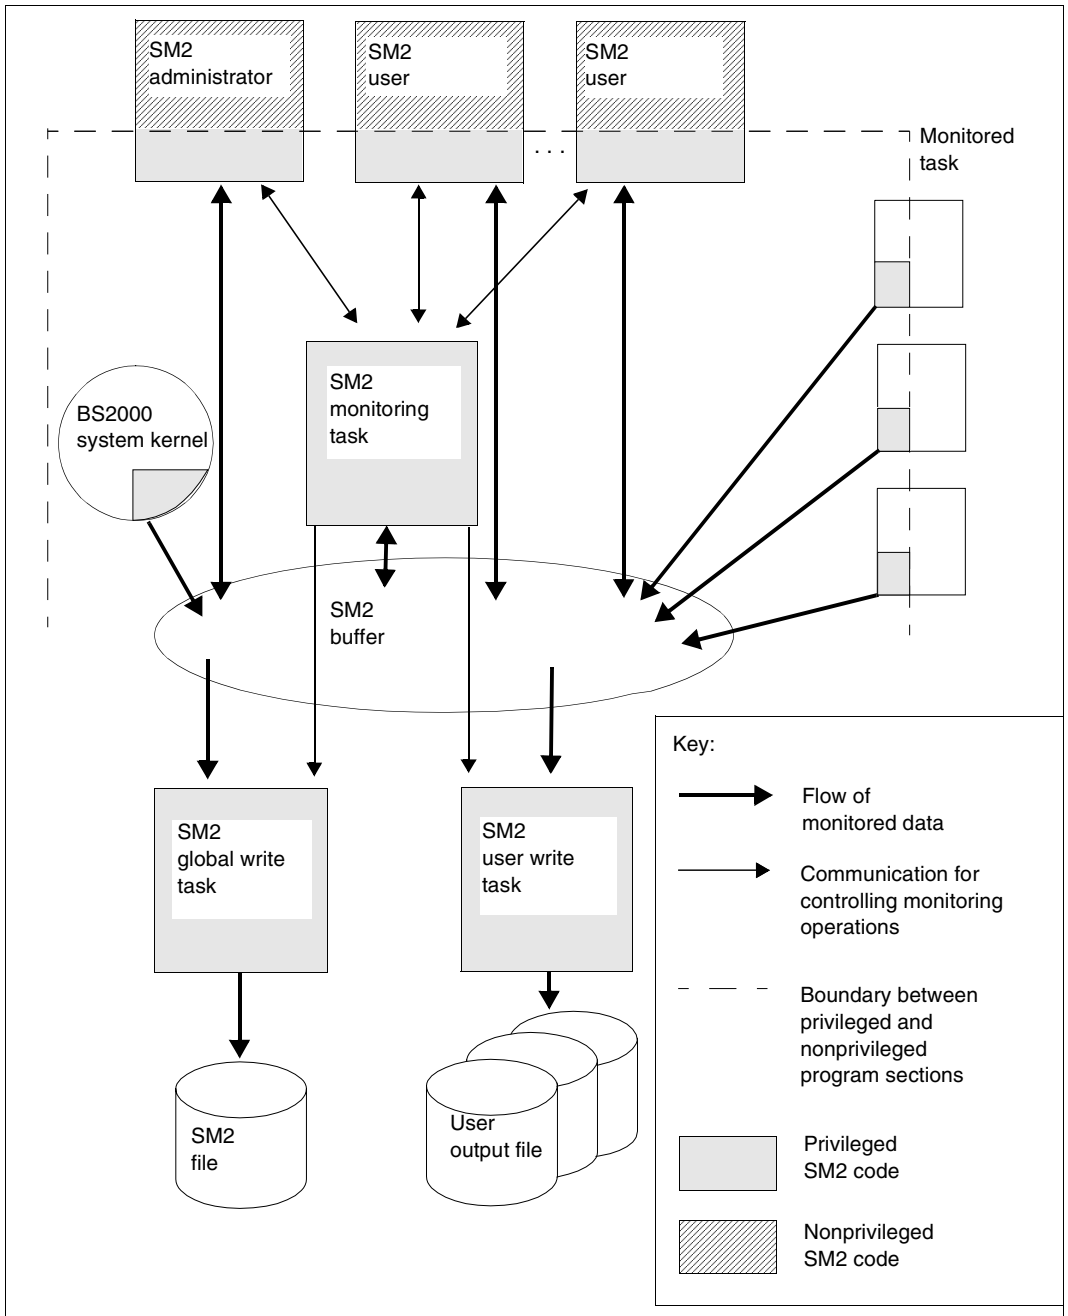 SM2
administrator
SM2
user
SM2
user
. . .
Monitored
task
SM2
monitoring
task
BS2000
system kernel
SM2
buffer
SM2
global write
task
SM2
user write
task
SM2
file
User
output file
Key:
Flow of
monitored data
Communication for
controlling monitoring
operations
Boundary between
privileged and
nonprivileged
program sections
Privileged
SM2 code
Nonprivileged
SM2 code